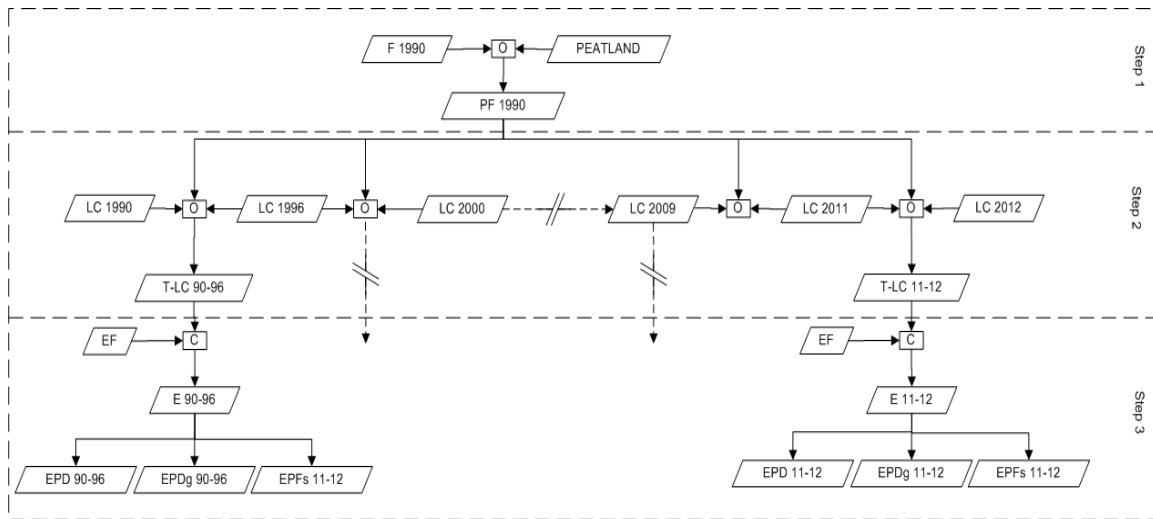 F 1990
O
PEATLAND
Step 1
PF 1990
LC 1990
O
LC 1996
O
LC 2000
LC 2009
O
LC 2011
O
LC 2012
Step 2
T-LC 90-96
T-LC 11-12
EF
C
EF
C
E 90-96
E 11-12
Step 3
EPD 90-96
EPDg 90-96
EPFs 11-12
EPD 11-12
EPDg 11-12
EPFs 11-12